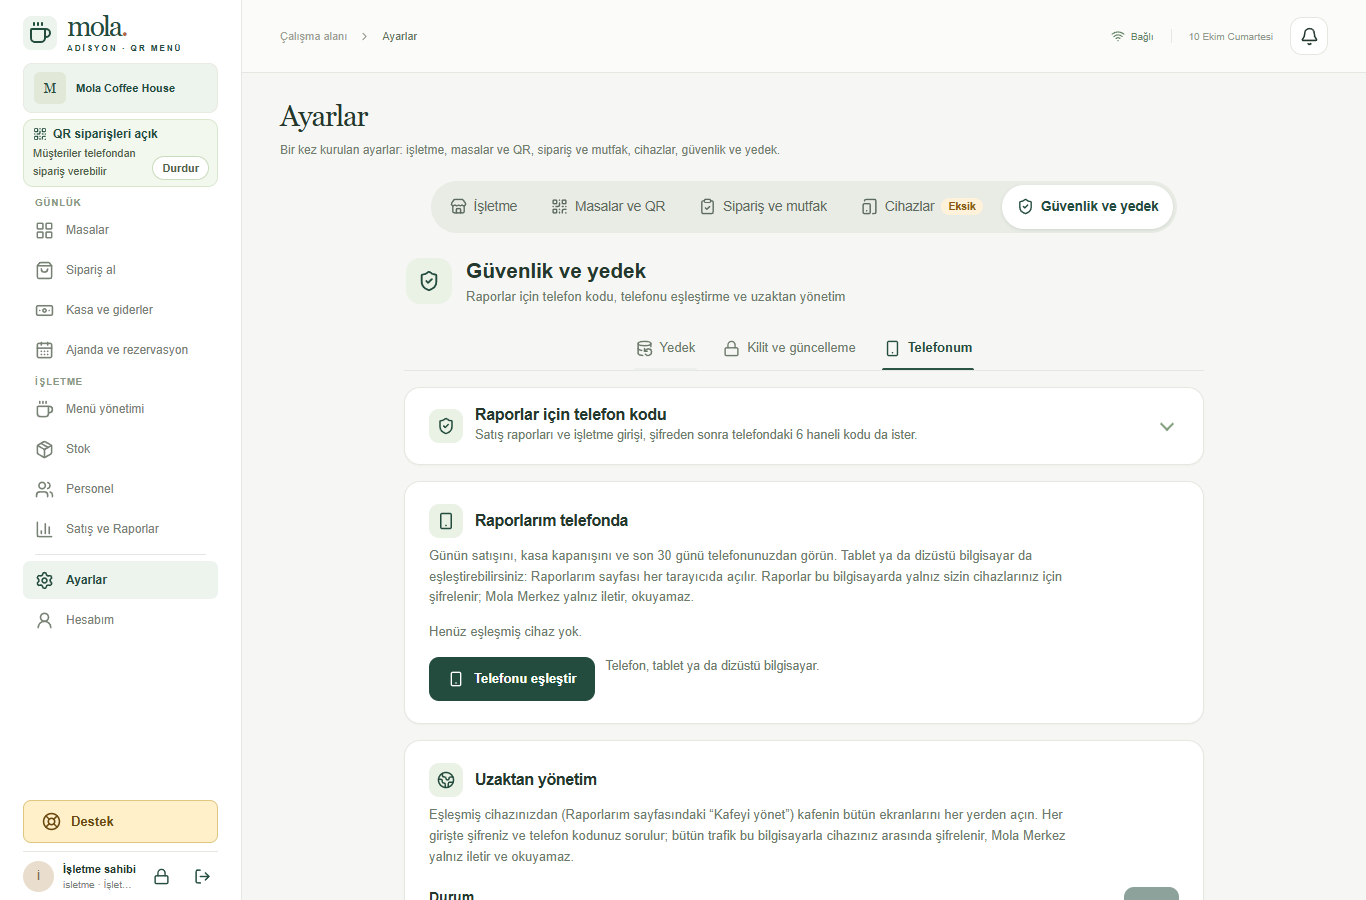 mola.
ADİSYON · QR MENÜ
M
Mola Coffee House
QR siparişleri açık
Müşteriler telefondan
sipariş verebilir
Durdur
GÜNLÜK
Masalar
Sipariş al
Kasa ve giderler
Ajanda ve rezervasyon
İŞLETME
Menü yönetimi
Stok
Personel
Satış ve Raporlar
Ayarlar
Hesabım
Destek
İ
İşletme sahibi
isletme · İşlet...
Çalışma alanı
Ayarlar
Bağlı
10 Ekim Cumartesi
Ayarlar
Bir kez kurulan ayarlar: işletme, masalar ve QR, sipariş ve mutfak, cihazlar, güvenlik ve yedek.
İşletme
Masalar ve QR
Sipariş ve mutfak
Cihazlar
Eksik
Güvenlik ve yedek
Güvenlik ve yedek
Raporlar için telefon kodu, telefonu eşleştirme ve uzaktan yönetim
Yedek
Kilit ve güncelleme
Telefonum
Raporlar için telefon kodu
Satış raporları ve işletme girişi, şifreden sonra telefondaki 6 haneli kodu da ister.
Raporlarım telefonda
Günün satışını, kasa kapanışını ve son 30 günü telefonunuzdan görün. Tablet ya da dizüstü bilgisayar da
eşleştirebilirsiniz: Raporlarım sayfası her tarayıcıda açılır. Raporlar bu bilgisayarda yalnız sizin cihazlarınız için
şifrelenir; Mola Merkez yalnız iletir, okuyamaz.
Henüz eşleşmiş cihaz yok.
Telefonu eşleştir
Telefon, tablet ya da dizüstü bilgisayar.
Uzaktan yönetim
Eşleşmiş cihazınızdan (Raporlarım sayfasındaki “Kafeyi yönet”) kafenin bütün ekranlarını her yerden açın. Her
girişte şifreniz ve telefon kodunuz sorulur; bütün trafik bu bilgisayarla cihazınız arasında şifrelenir, Mola Merkez
yalnız iletir ve okuyamaz.
Durum